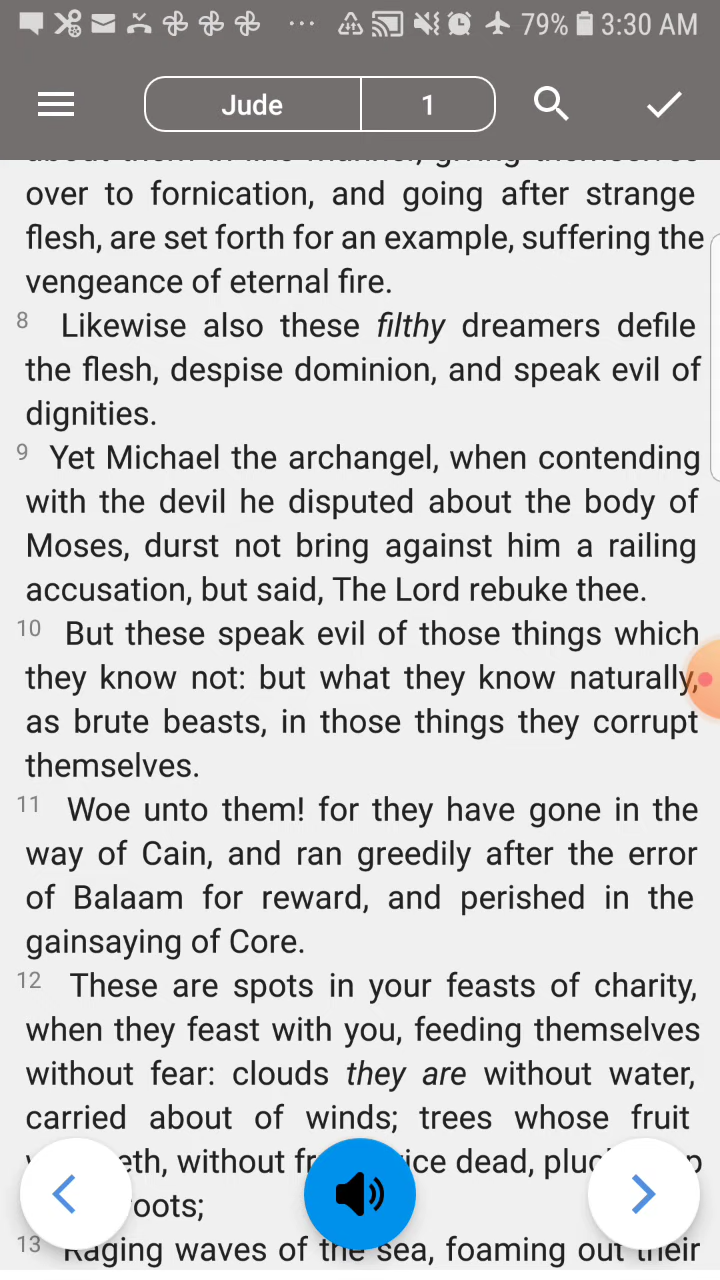 79% 3:30 AM
Jude 1
over to fornication, and going after strange
flesh, are set forth for an example, suffering the
vengeance of eternal fire.
8 Likewise also these filthy dreamers defile
the flesh, despise dominion, and speak evil of
dignities.
9 Yet Michael the archangel, when contending
with the devil he disputed about the body of
Moses, durst not bring against him a railing
accusation, but said, The Lord rebuke thee.
10 But these speak evil of those things which
they know not: but what they know naturally,
as brute beasts, in those things they corrupt
themselves.
11 Woe unto them! for they have gone in the
way of Cain, and ran greedily after the error
of Balaam for reward, and perished in the
gainsaying of Core.
12 These are spots in your feasts of charity,
when they feast with you, feeding themselves
without fear: clouds they are without water,
carried about of winds; trees whose fruit
without dead,
13 Raging waves of the sea, foaming out their